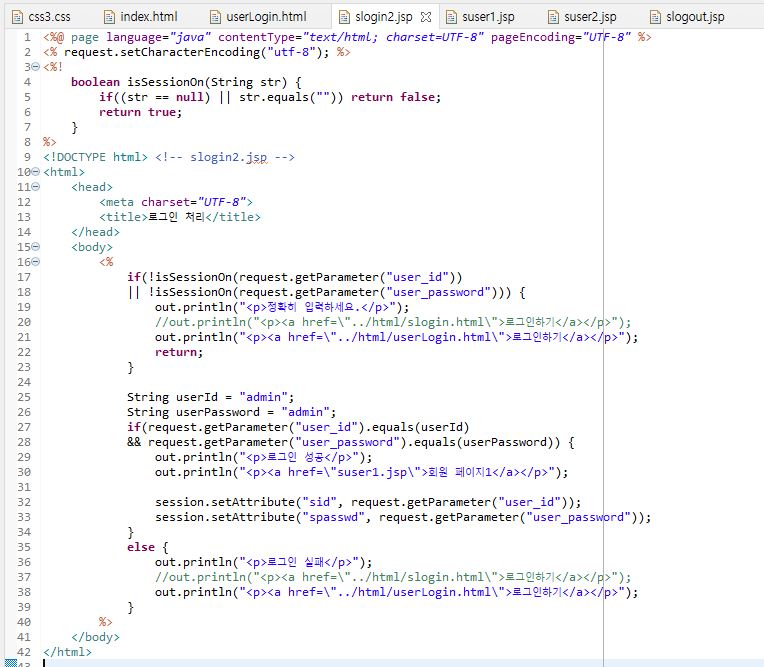 css3.css index.html userLogin.html slogin2.jsp suser1.jsp suser2.jsp slogout.jsp
1 <%@ page language="java" contentType="text/html; charset=UTF-8" pageEncoding="UTF-8" %>
2 <% request.setCharacterEncoding("utf-8"); %>
3 <%!
4 boolean isSessionOn(String str) {
5 if((str == null) || str.equals("")) return false;
6 return true;
7 }
8 %>
9 <!DOCTYPE html> <!-- slogin2.jsp -->
10 <html>
11 <head>
12 <meta charset="UTF-8">
13 <title>로그인 처리</title>
14 </head>
15 <body>
16 <%
17 if(!isSessionOn(request.getParameter("user_id"))
18 || !isSessionOn(request.getParameter("user_password"))) {
19 out.println("<p>정확히 입력하세요.</p>");
20 //out.println("<p><a href=\"../html/slogin.html\">로그인하기</a></p>");
21 out.println("<p><a href=\"../html/userLogin.html\">로그인하기</a></p>");
22 return;
23 }
24
25 String userId = "admin";
26 String userPassword = "admin";
27 if(request.getParameter("user_id").equals(userId)
28 && request.getParameter("user_password").equals(userPassword)) {
29 out.println("<p>로그인 성공</p>");
30 out.println("<p><a href=\"suser1.jsp\">회원 페이지1</a></p>");
31
32 session.setAttribute("sid", request.getParameter("user_id"));
33 session.setAttribute("spasswd", request.getParameter("user_password"));
34 }
35 else {
36 out.println("<p>로그인 실패</p>");
37 //out.println("<p><a href=\"../html/slogin.html\">로그인하기</a></p>");
38 out.println("<p><a href=\"../html/userLogin.html\">로그인하기</a></p>");
39 }
40 %>
41 </body>
42 </html>
43